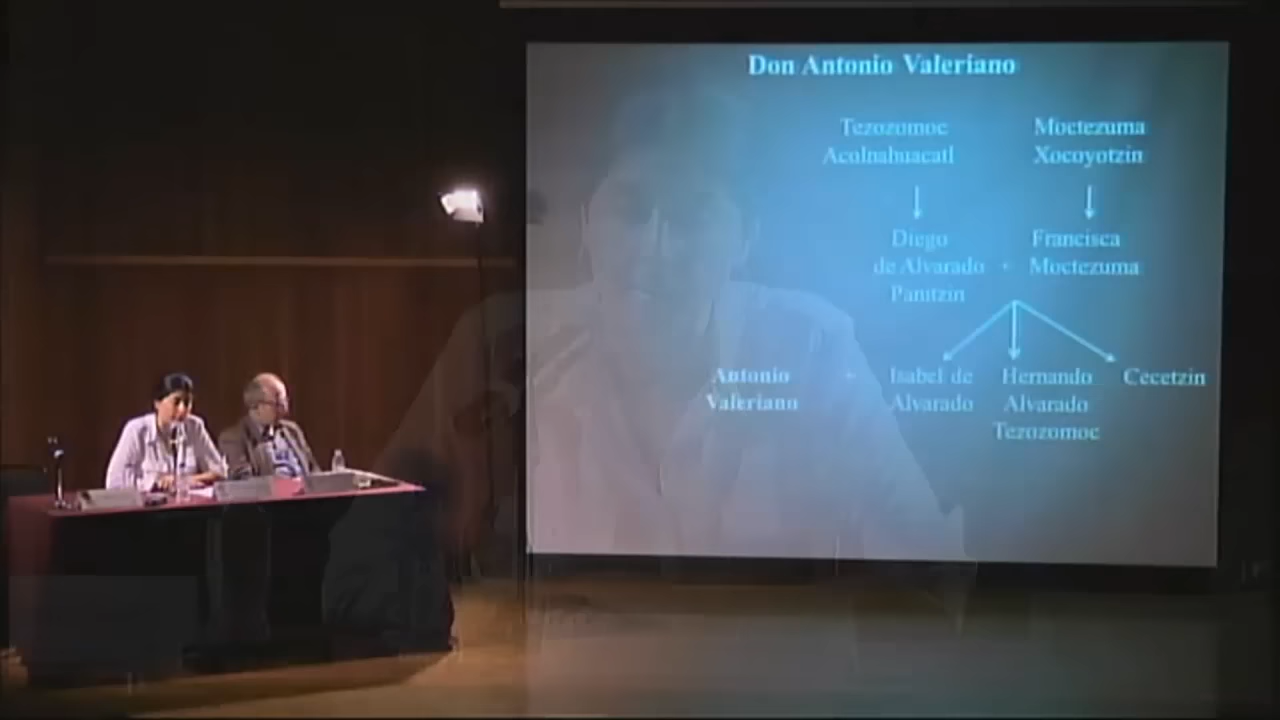 Don Antonio Valeriano
Tezozomoc
Acolnahuacatl
Moctezuma
Xocoyotzin
Diego
de Alvarado
Panitzin
+
Francisca
Moctezuma
Antonio
Valeriano
+
Isabel de
Alvarado
Hernando
Alvarado
Tezozomoc
Cecetzin